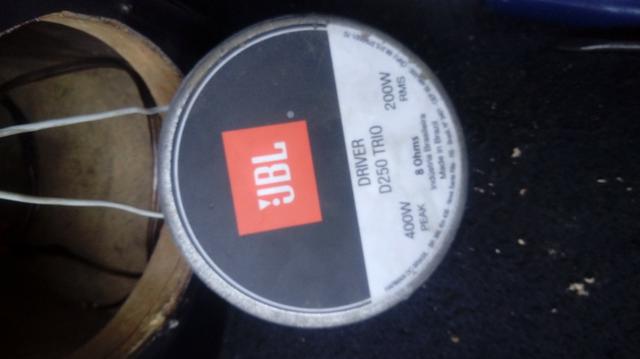 JBL
DRIVER
D250 TRIO
400W
PEAK
8 Ohms
200W
RMS
Indústria Brasileira
Made in Brazil